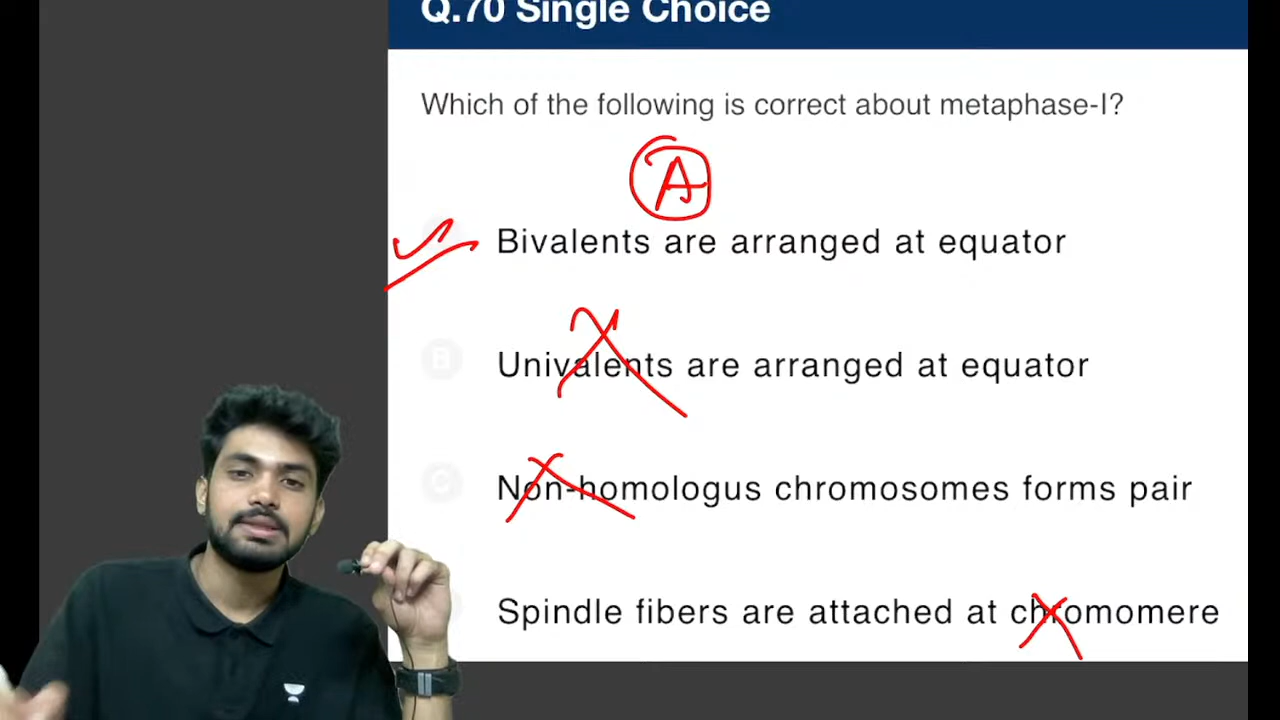 Q.70 Single Choice
Which of the following is correct about metaphase-I?
A
Bivalents are arranged at equator
B Univalents are arranged at equator
C Non-homologus chromosomes forms pair
Spindle fibers are attached at chromomere